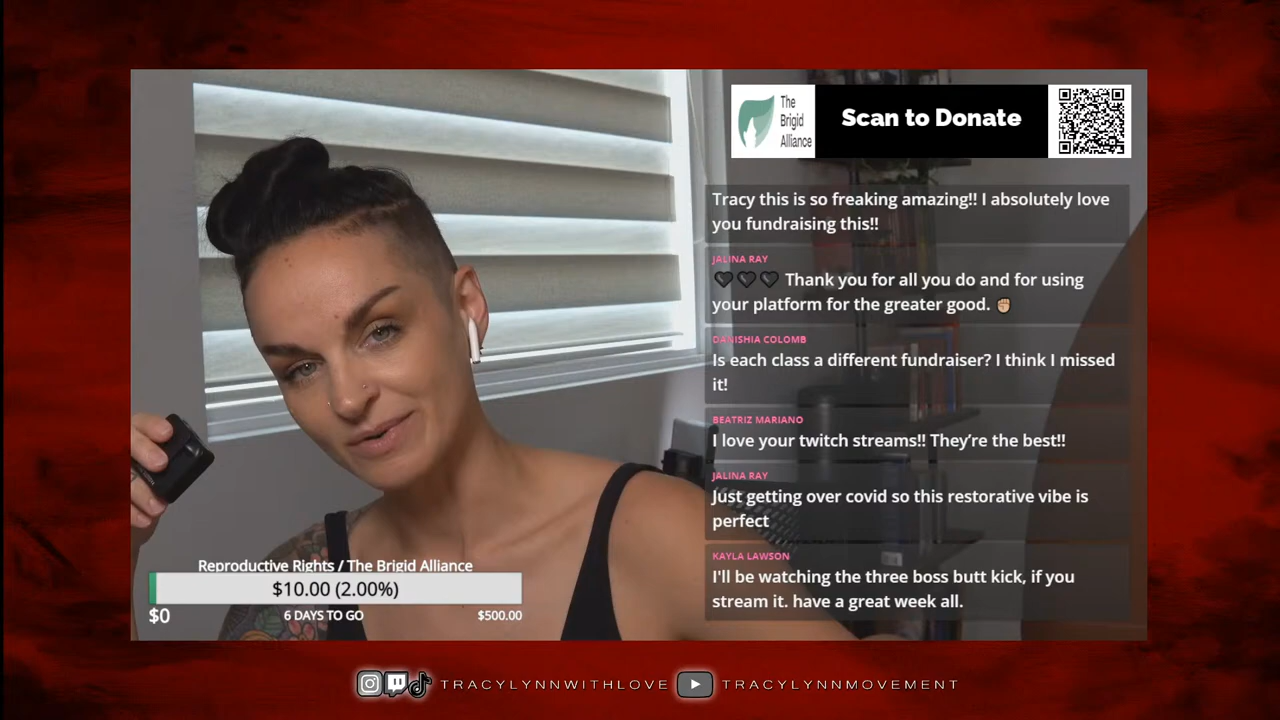 The
Brigid
Alliance
Scan to Donate
Tracy this is so freaking amazing!! I absolutely love
you fundraising this!!
JALINA RAY
🖤 🖤 🖤 Thank you for all you do and for using
your platform for the greater good. ✊🏼
DANISHIA COLOMB
Is each class a different fundraiser? I think I missed
it!
BEATRIZ MARIANO
I love your twitch streams!! They’re the best!!
JALINA RAY
Just getting over covid so this restorative vibe is
perfect
KAYLA LAWSON
I'll be watching the three boss butt kick, if you
stream it. have a great week all.
Reproductive Rights / The Brigid Alliance
$10.00 (2.00%)
$0 6 DAYS TO GO $500.00
TRACYLYNNWITHLOVE TRACYLYNNMOVEMENT